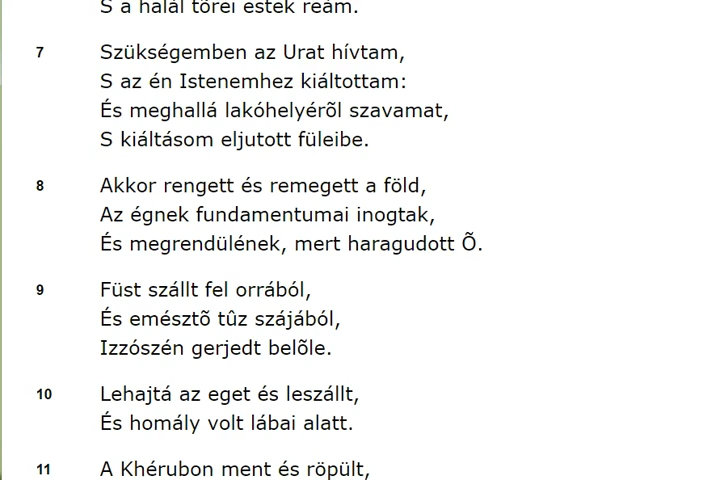 S a halál tõrei estek reám.
7 Szükségemben az Urat hívtam,
S az én Istenemhez kiáltottam:
És meghallá lakóhelyérõl szavamat,
S kiáltásom eljutott füleibe.
8 Akkor rengett és remegett a föld,
Az égnek fundamentumai inogtak,
És megrendülének, mert haragudott Õ.
9 Füst szállt fel orrából,
És emésztõ tûz szájából,
Izzószén gerjedt belõle.
10 Lehajtá az eget és leszállt,
És homály volt lábai alatt.
11 A Khérubon ment és röpült,